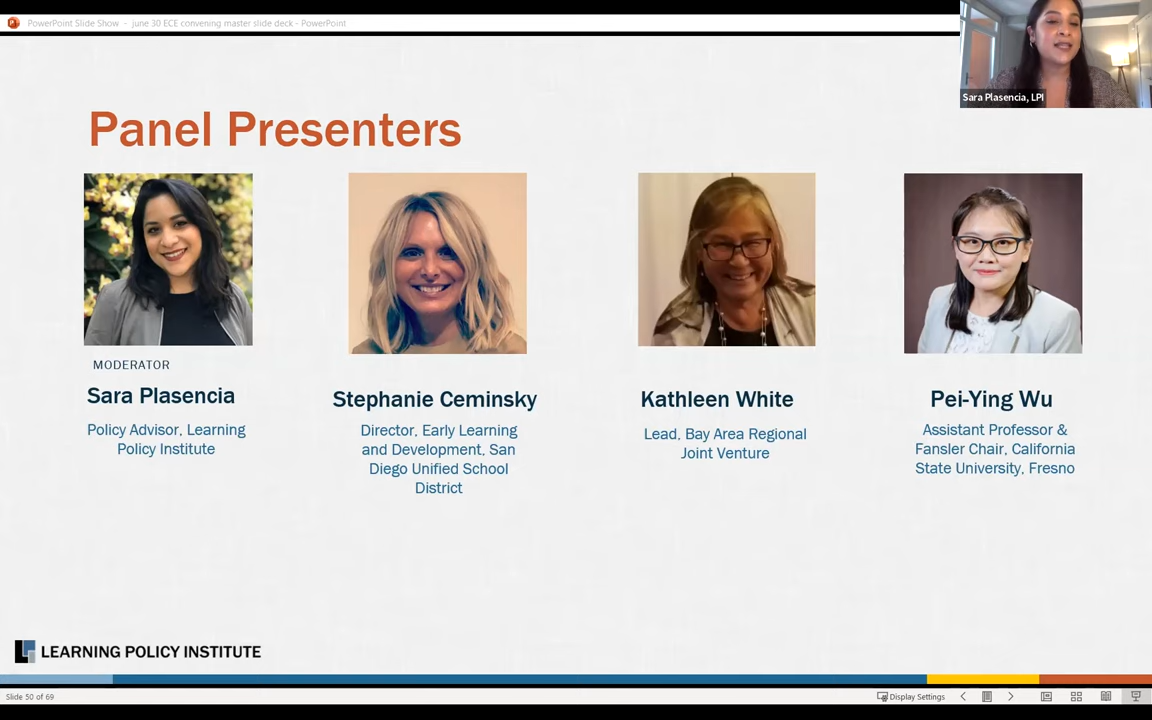 PowerPoint Slide Show - june 30 ECE convening master slide deck - PowerPoint
Sara Plasencia, LPI
Panel Presenters
MODERATOR
Sara Plasencia
Policy Advisor, Learning
Policy Institute
Stephanie Ceminsky
Director, Early Learning
and Development, San
Diego Unified School
District
Kathleen White
Lead, Bay Area Regional
Joint Venture
Pei-Ying Wu
Assistant Professor &
Fansler Chair, California
State University, Fresno
LEARNING POLICY INSTITUTE
Slide 50 of 69
Display Settings